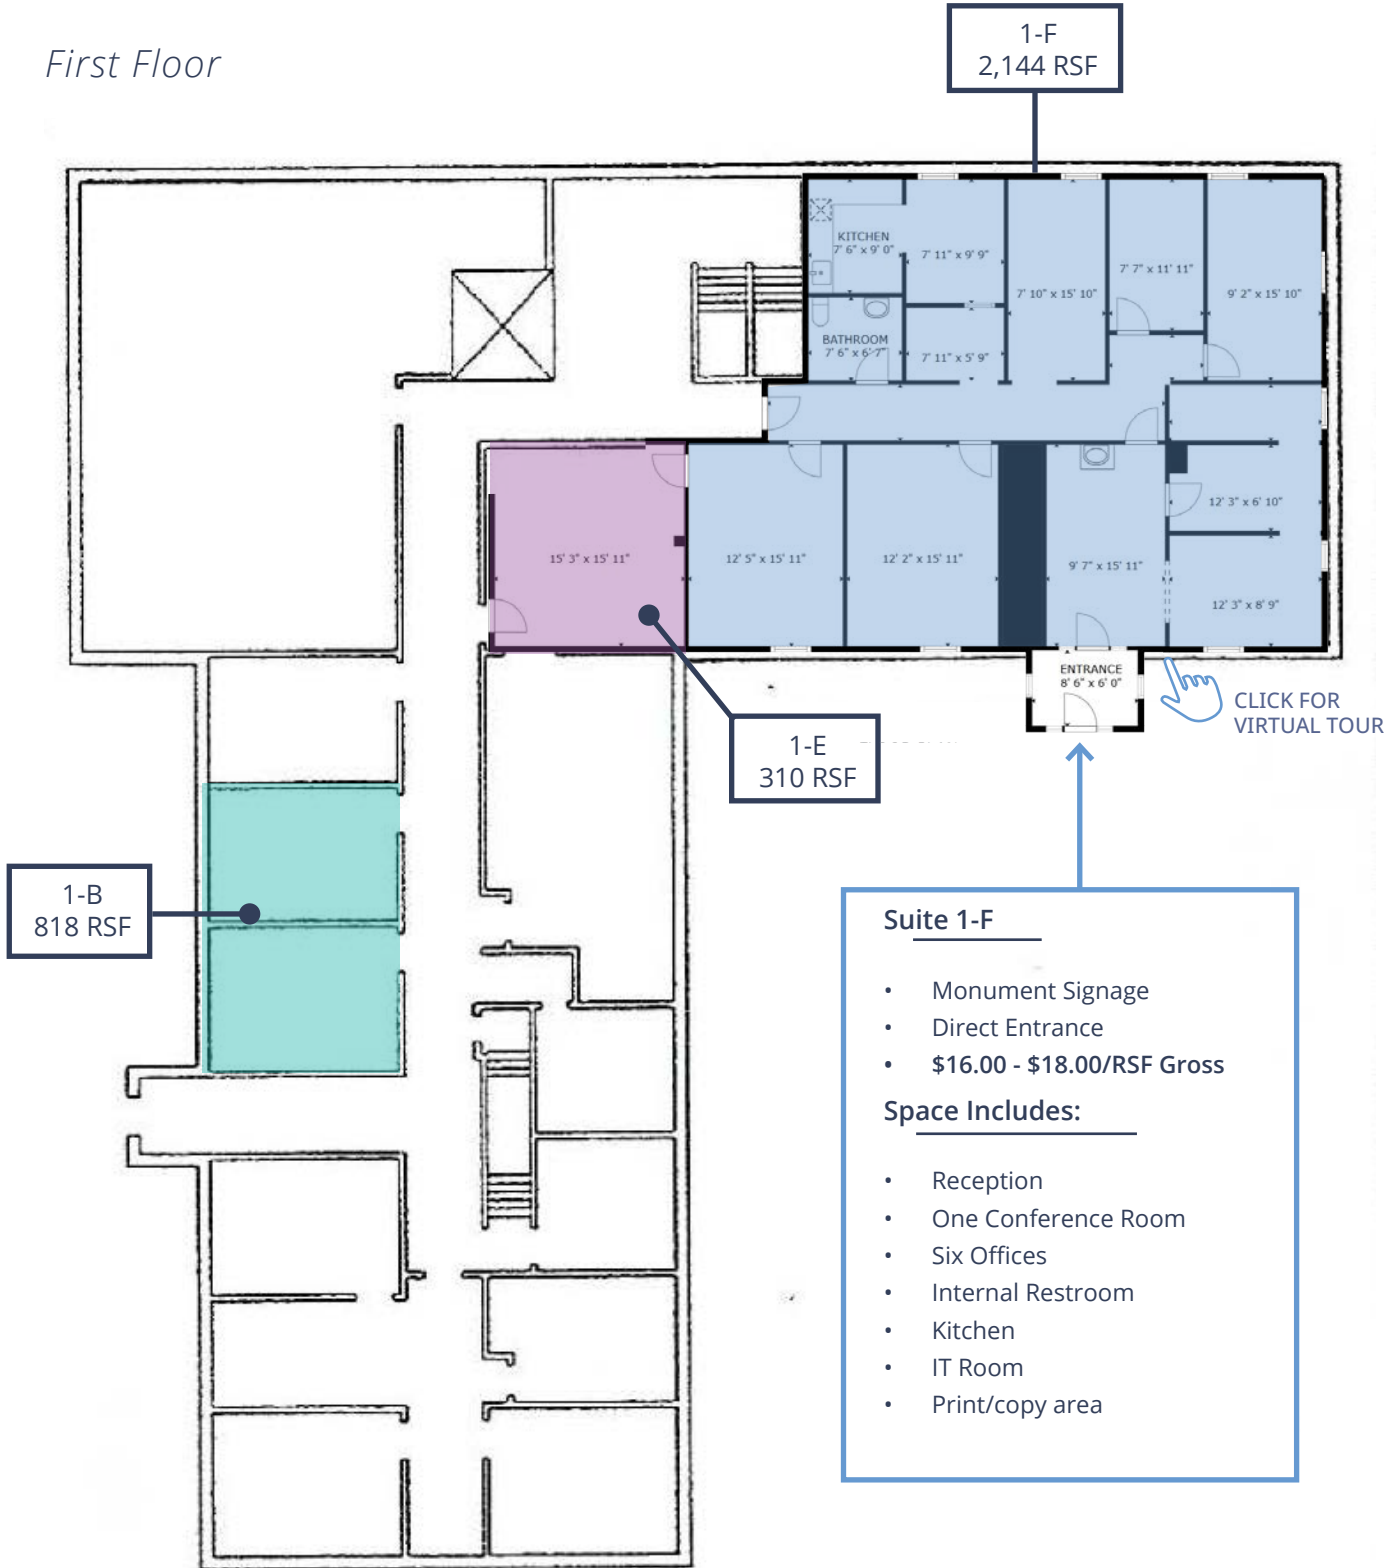 First Floor
1-F
2,144 RSF
KITCHEN
7' 6" x 9' 0"
7' 11" x 9' 9"
7' 10" x 15' 10"
7' 7" x 11' 11"
9' 2" x 15' 10"
BATHROOM
7' 6" x 6' 7"
7' 11" x 5' 9"
15' 3" x 15' 11"
12' 5" x 15' 11"
12' 2" x 15' 11"
9' 7" x 15' 11"
12' 3" x 6' 10"
12' 3" x 8' 9"
ENTRANCE
8' 6" x 6' 0"
CLICK FOR
VIRTUAL TOUR
1-E
310 RSF
1-B
818 RSF
Suite 1-F
• Monument Signage
• Direct Entrance
• $16.00 - $18.00/RSF Gross
Space Includes:
• Reception
• One Conference Room
• Six Offices
• Internal Restroom
• Kitchen
• IT Room
• Print/copy area